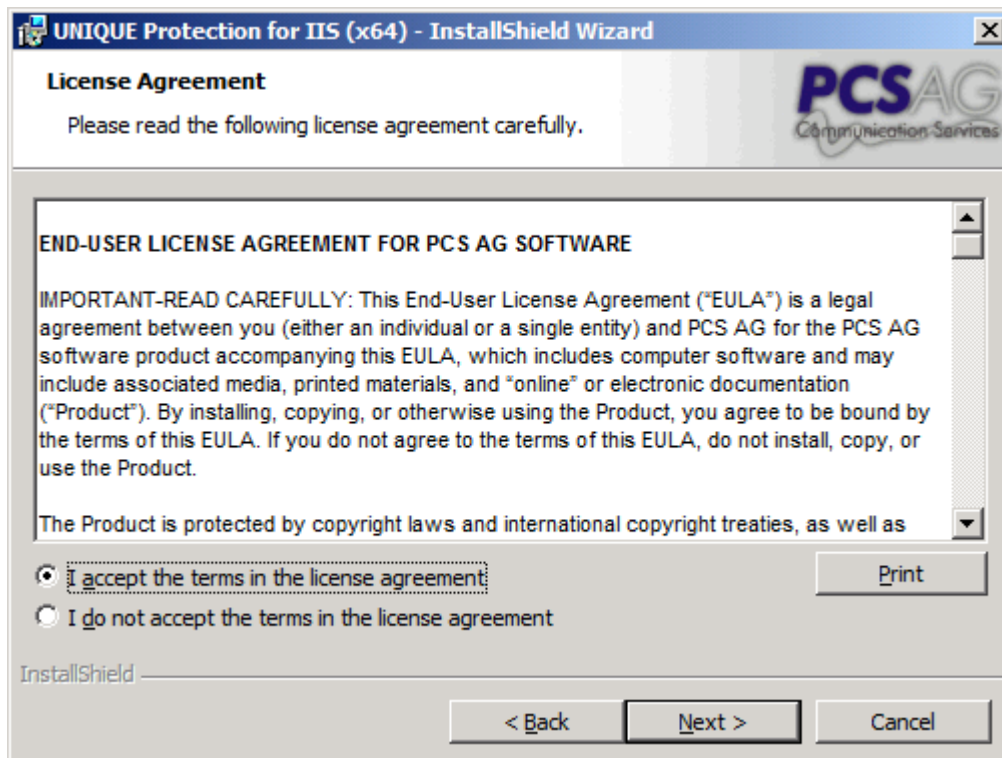 UNIQUE Protection for IIS (x64) - InstallShield Wizard
License Agreement
Please read the following license agreement carefully.
PCSAG
Communication Services
END-USER LICENSE AGREEMENT FOR PCS AG SOFTWARE
IMPORTANT-READ CAREFULLY: This End-User License Agreement (“EULA”) is a legal
agreement between you (either an individual or a single entity) and PCS AG for the PCS AG
software product accompanying this EULA, which includes computer software and may
include associated media, printed materials, and “online” or electronic documentation
(“Product”). By installing, copying, or otherwise using the Product, you agree to be bound by
the terms of this EULA. If you do not agree to the terms of this EULA, do not install, copy, or
use the Product.
The Product is protected by copyright laws and international copyright treaties, as well as
I accept the terms in the license agreement
Print
I do not accept the terms in the license agreement
InstallShield
< Back
Next >
Cancel